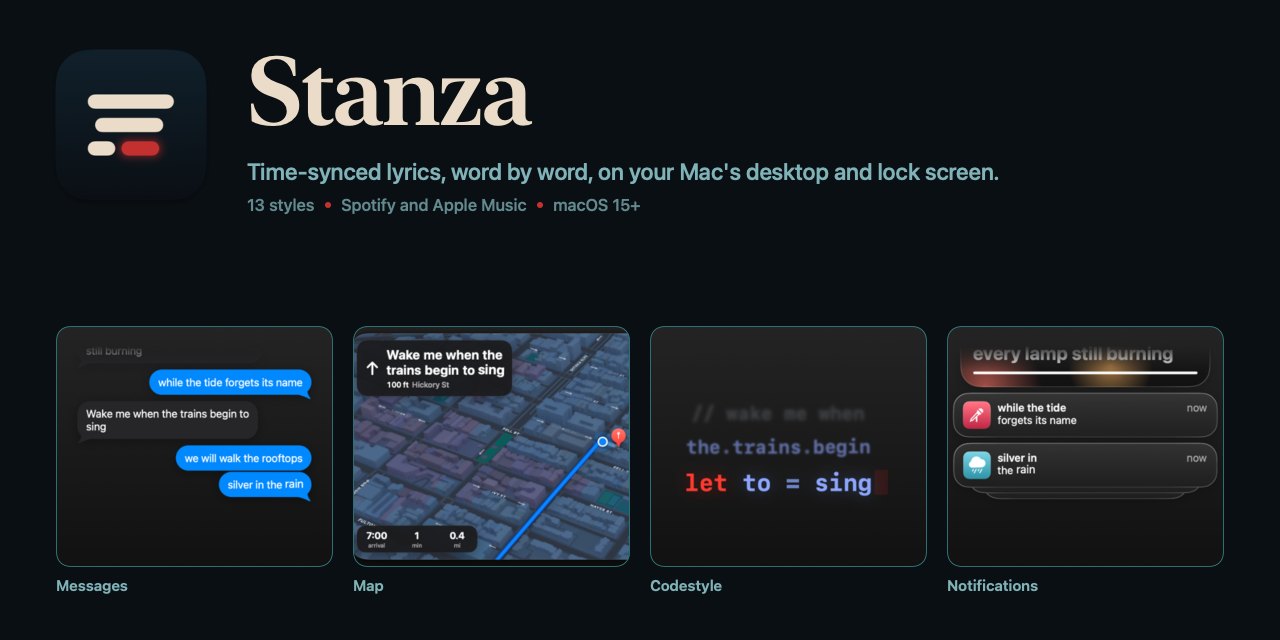 Stanza
Time-synced lyrics, word by word, on your Mac's desktop and lock screen.
13 styles • Spotify and Apple Music • macOS 15+
still burning
while the tide forgets its name
Wake me when the trains begin to
sing
we will walk the rooftops
silver in the rain
Messages
Wake me when the
trains begin to sing
100 ft Hickory St
7:00
arrival
1
min
0.4
mi
Map
// wake me when
the.trains.begin
let to = sing
Codestyle
every lamp still burning
while the tide
forgets its name
now
silver in
the rain
now
Notifications